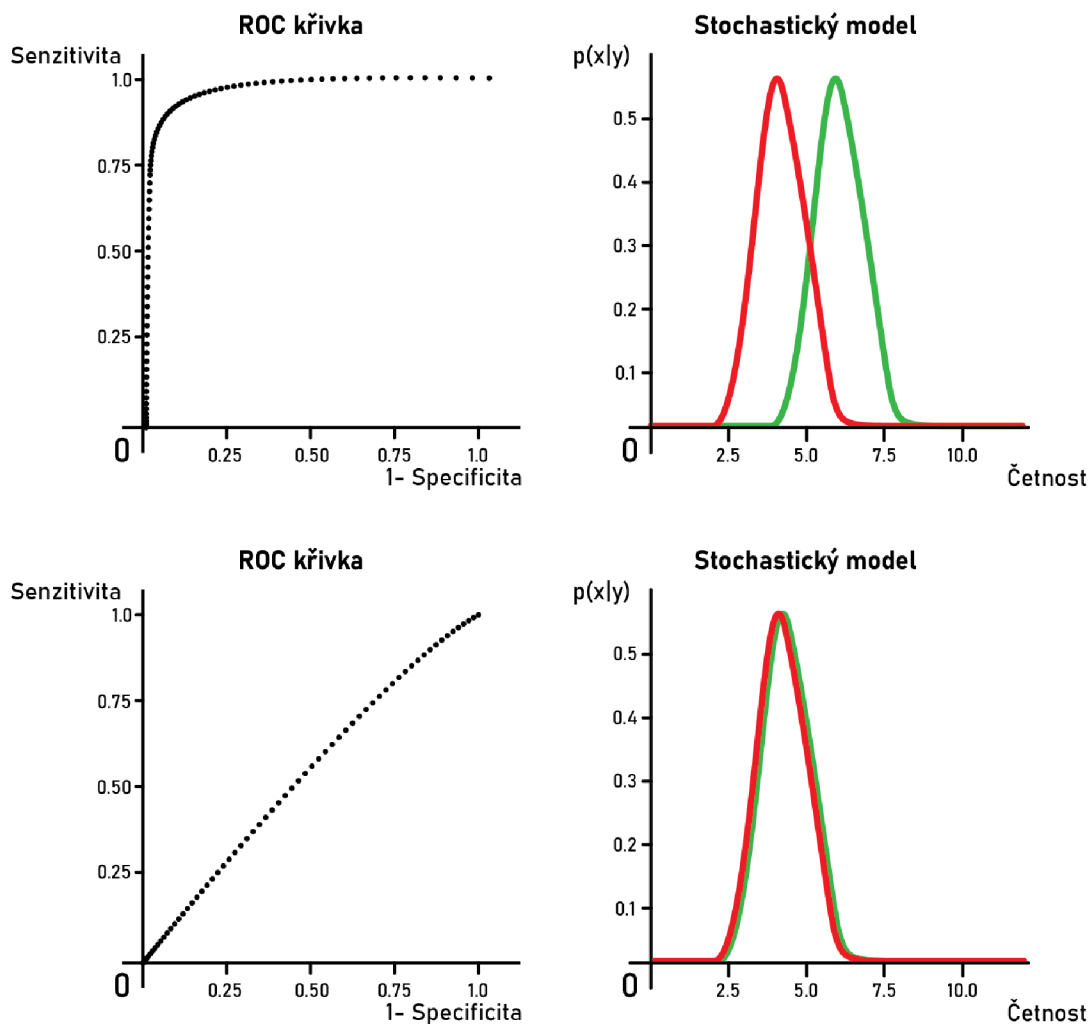 ROC křivka
Senzitivita
1.0
0.75
0.50
0.25
0
0.25 0.50 0.75 1.0
1- Specificita
Stochastický model
p(x|y)
0.5
0.4
0.3
0.2
0.1
0
2.5 5.0 7.5 10.0
Četnost
ROC křivka
Senzitivita
1.0
0.75
0.50
0.25
0
0.25 0.50 0.75 1.0
1- Specificita
Stochastický model
p(x|y)
0.5
0.4
0.3
0.2
0.1
0
2.5 5.0 7.5 10.0
Četnost